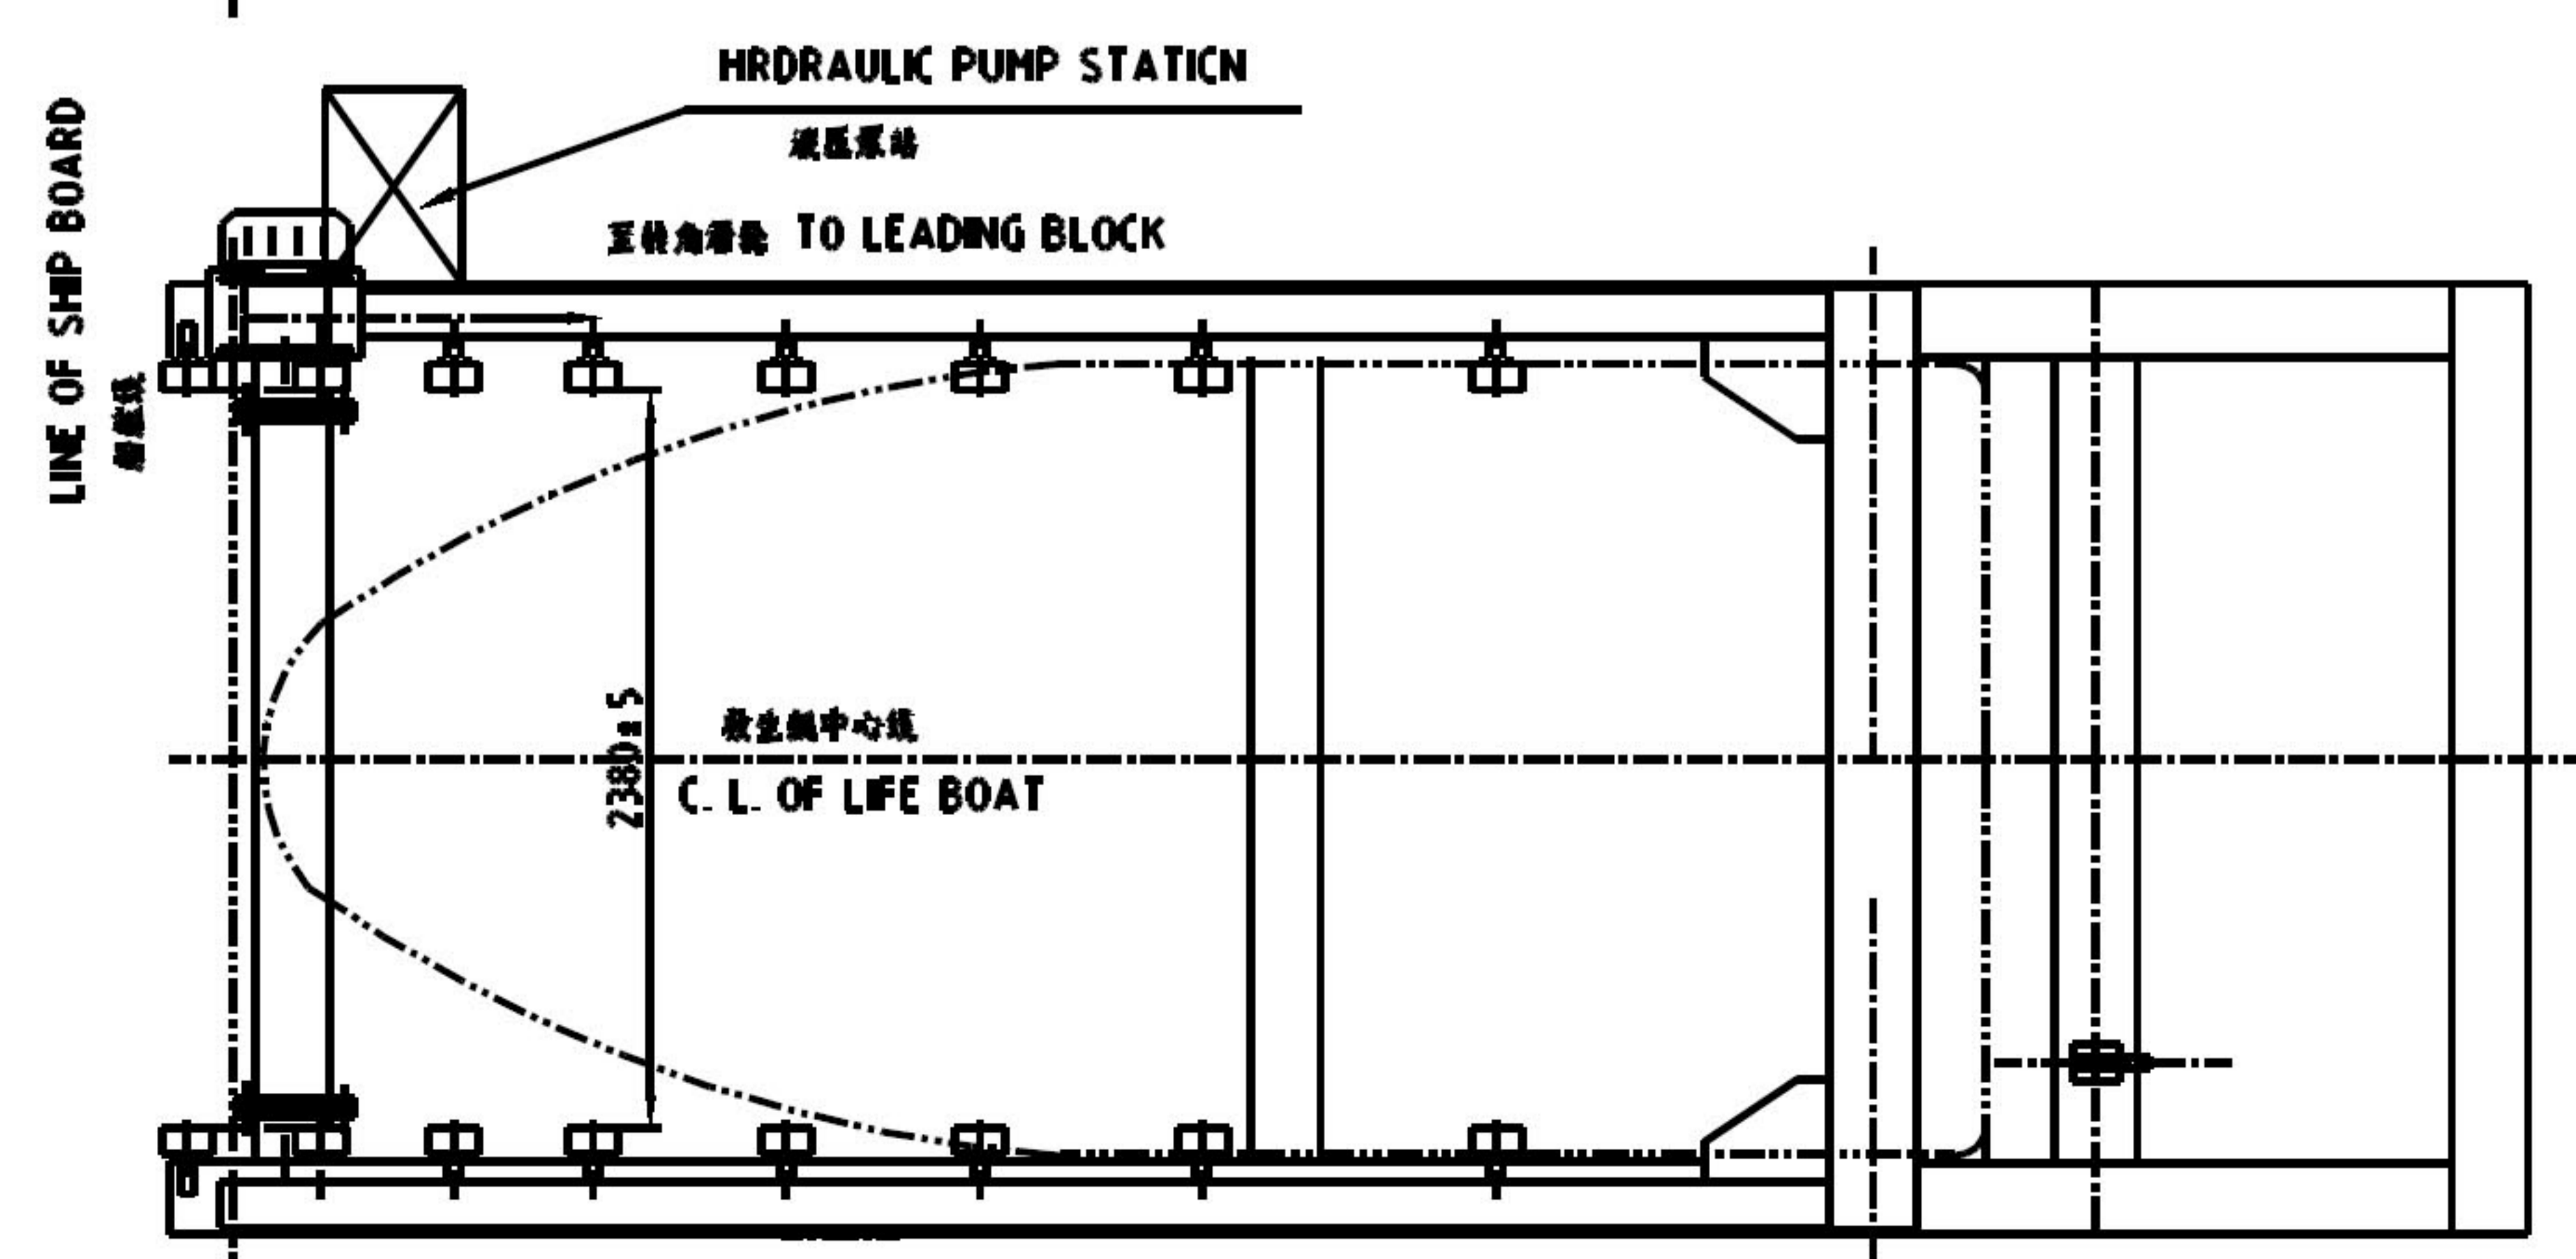 HRDRAULIC PUMP STATICN
液压泵站
至转角滑轮 TO LEADING BLOCK
LINE OF SHIP BOARD
船舷线
2380±5
救生艇中心线
C. L. OF LIFE BOAT